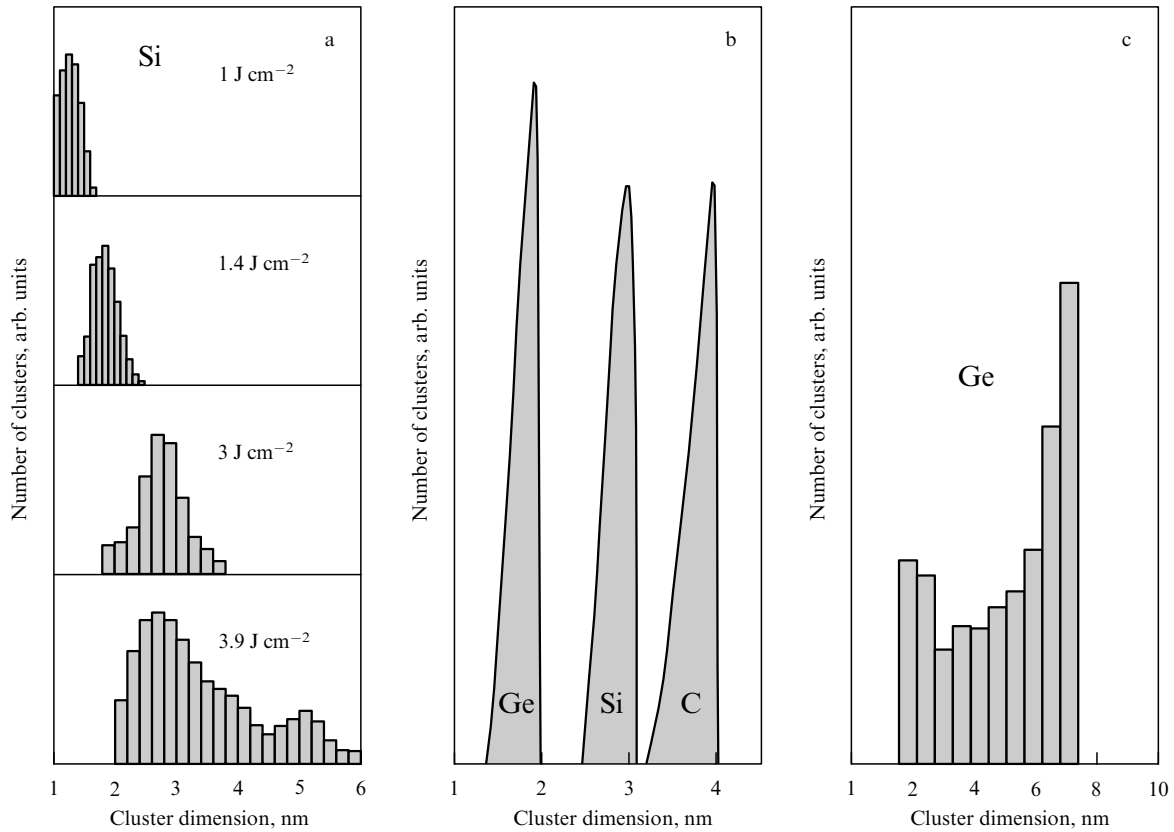 a
Si
1 J cm−2
1.4 J cm−2
3 J cm−2
3.9 J cm−2
Number of clusters, arb. units
1 2 3 4 5 6
Cluster dimension, nm
b
Ge Si C
Number of clusters, arb. units
1 2 3 4
Cluster dimension, nm
c
Ge
Number of clusters, arb. units
1 2 4 6 8 10
Cluster dimension, nm